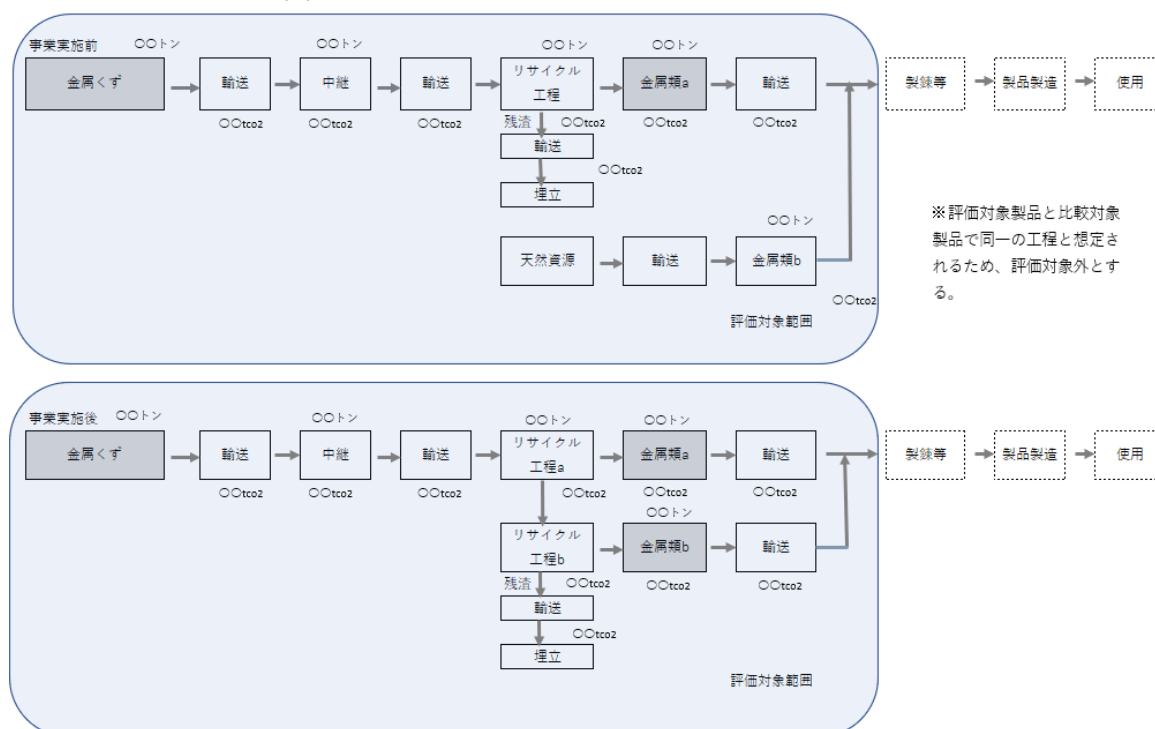 事業実施前
〇〇トン
〇〇トン
〇〇トン
〇〇トン
金属くず
輸送
中継
輸送
リサイクル
工程
金属類a
輸送
製錬等
製品製造
使用
〇〇tco2
〇〇tco2
〇〇tco2
残渣
〇〇tco2
〇〇tco2
〇〇tco2
輸送
〇〇tco2
埋立
〇〇トン
天然資源
輸送
金属類b
〇〇tco2
評価対象範囲
※評価対象製品と比較対象
製品で同一の工程と想定さ
れるため、評価対象外とす
る。
事業実施後
〇〇トン
〇〇トン
〇〇トン
〇〇トン
金属くず
輸送
中継
輸送
リサイクル
工程a
金属類a
輸送
製錬等
製品製造
使用
〇〇tco2
〇〇tco2
〇〇tco2
〇〇tco2
〇〇tco2
〇〇tco2
〇〇トン
リサイクル
工程b
金属類b
輸送
残渣
〇〇tco2
〇〇tco2
〇〇tco2
輸送
〇〇tco2
埋立
評価対象範囲